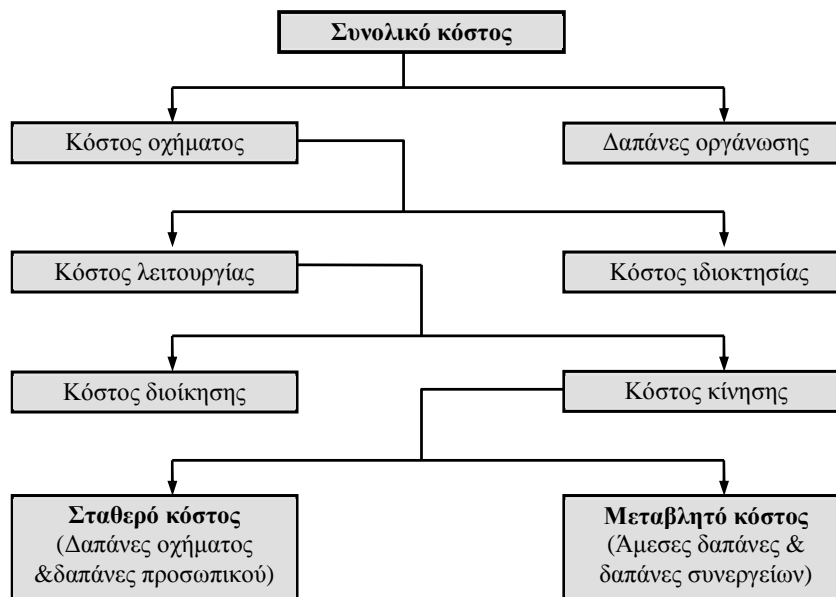 Συνολικό κόστος
Κόστος οχήματος
Δαπάνες οργάνωσης
Κόστος λειτουργίας
Κόστος ιδιοκτησίας
Κόστος διοίκησης
Κόστος κίνησης
Σταθερό κόστος
(Δαπάνες οχήματος
&δαπάνες προσωπικού)
Μεταβλητό κόστος
(Άμεσες δαπάνες &
δαπάνες συνεργείων)